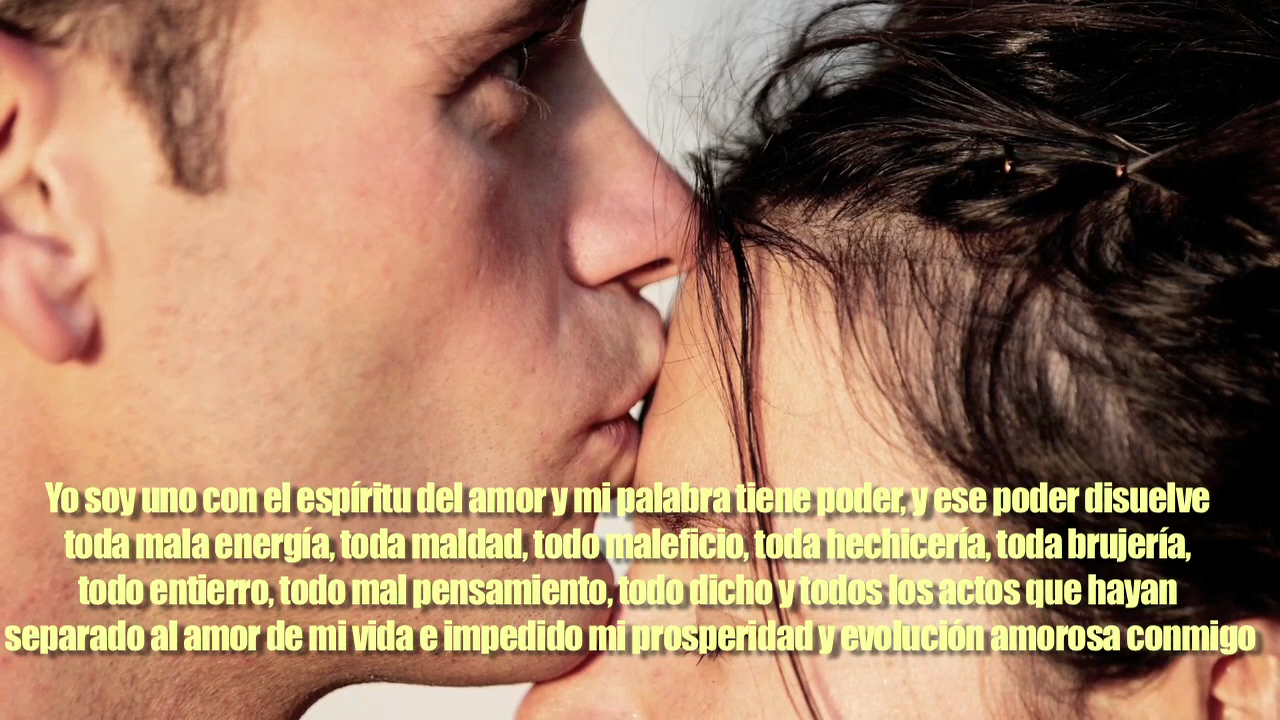 Yo soy uno con el espíritu del amor y mi palabra tiene poder, y ese poder disuelve
toda mala energía, toda maldad, todo maleficio, toda hechicería, toda brujería,
todo entierro, todo mal pensamiento, todo dicho y todos los actos que hayan
separado al amor de mi vida e impedido mi prosperidad y evolución amorosa conmigo